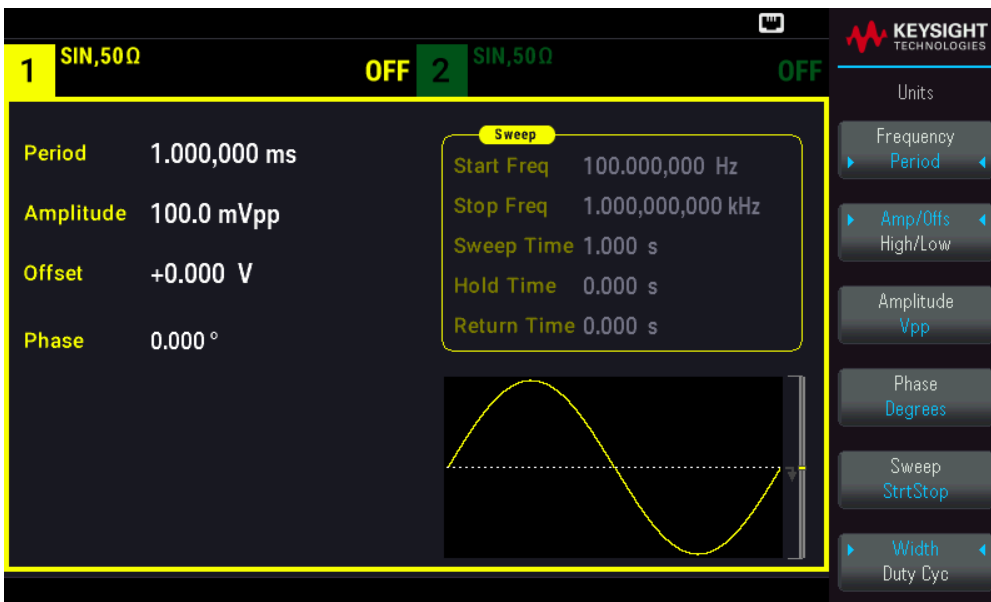 KEYSIGHT
TECHNOLOGIES
1 SIN,50Ω OFF 2 SIN,50Ω OFF
Units
Period 1.000,000 ms
Amplitude 100.0 mVpp
Offset +0.000 V
Phase 0.000 °
Sweep
Start Freq 100.000,000 Hz
Stop Freq 1.000,000,000 kHz
Sweep Time 1.000 s
Hold Time 0.000 s
Return Time 0.000 s
Frequency
Period
Amp/Offs
High/Low
Amplitude
Vpp
Phase
Degrees
Sweep
StrtStop
Width
Duty Cyc